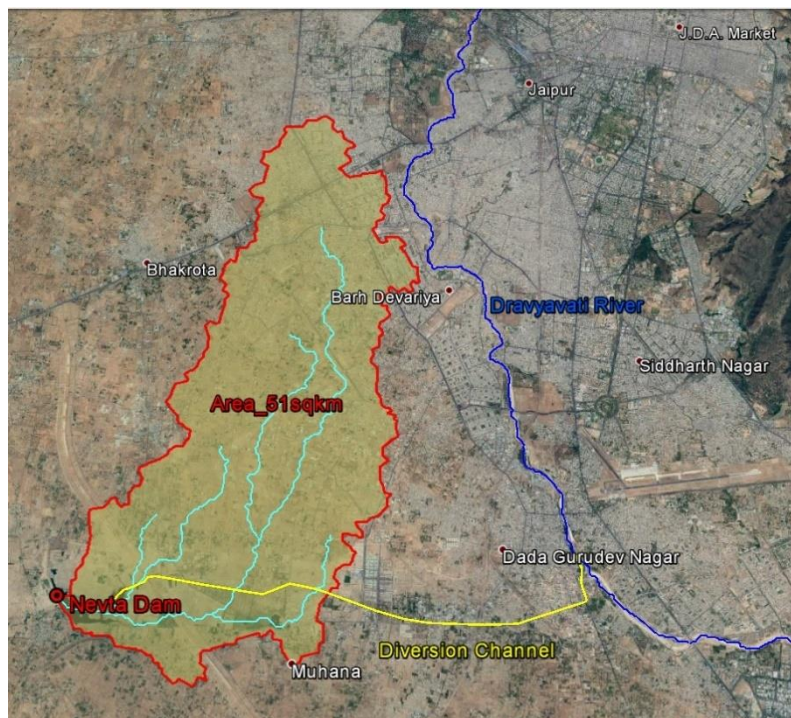 J.D.A. Market
Jaipur
Bhakrota
Barh Devariya
Dravyavati River
Siddharth Nagar
Area_51sqkm
Dada Gurudev Nagar
Nevta Dam
Diversion Channel
Muhana